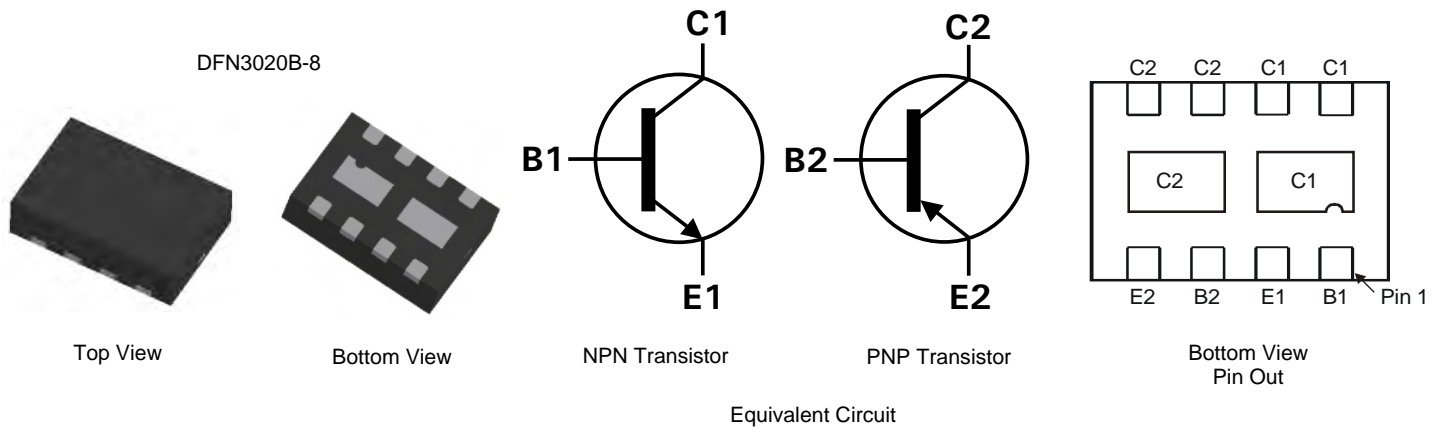 DFN3020B-8
Top View
Bottom View
C1
B1
E1
NPN Transistor
C2
B2
E2
PNP Transistor
Equivalent Circuit
C2 C2 C1 C1
C2 C1
E2 B2 E1 B1 Pin 1
Bottom View
Pin Out